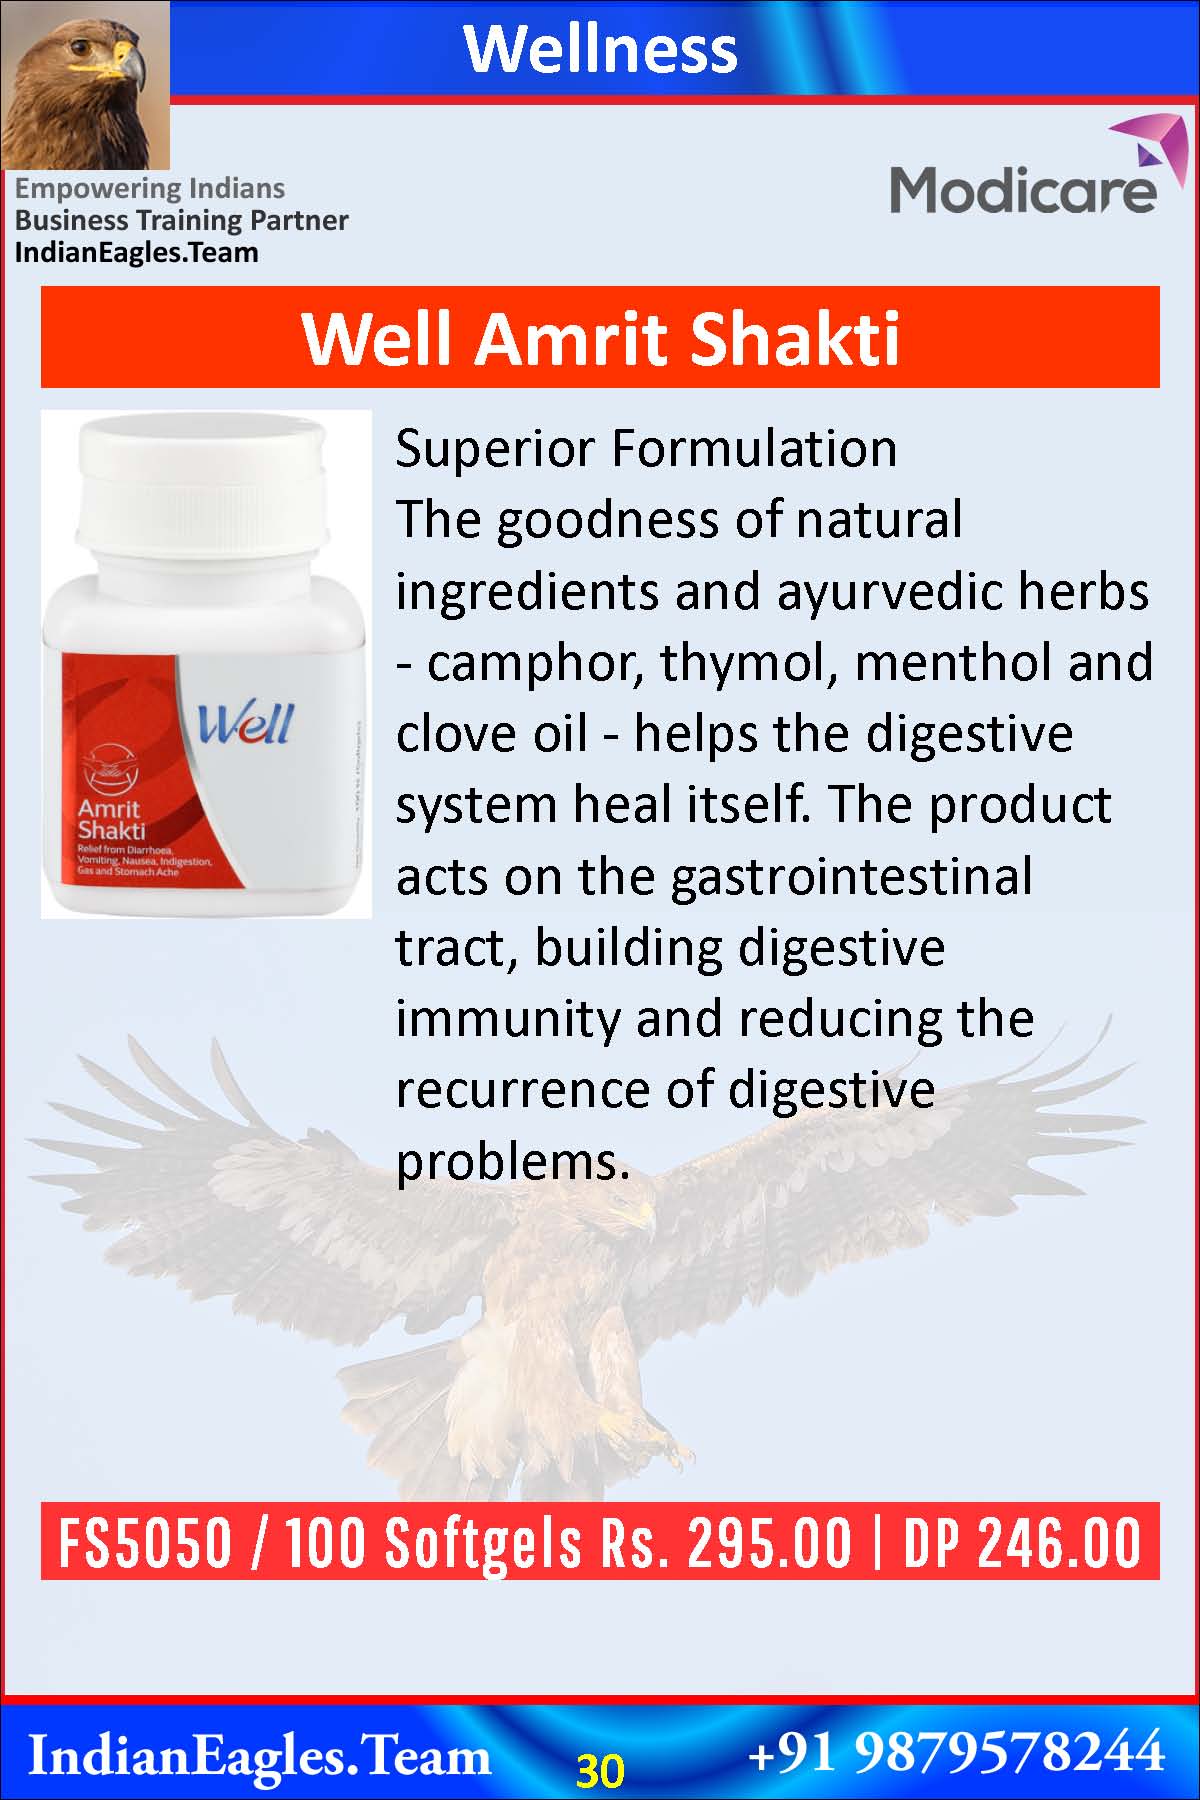 Wellness
Empowering Indians
Business Training Partner
IndianEagles.Team
Modicare
Well Amrit Shakti
Superior Formulation
The goodness of natural
ingredients and ayurvedic herbs
- camphor, thymol, menthol and
clove oil - helps the digestive
system heal itself. The product
acts on the gastrointestinal
tract, building digestive
immunity and reducing the
recurrence of digestive
problems.
Well
Amrit
Shakti
Relief from Diarrhoea,
Vomiting, Nausea, Indigestion,
Gas and Stomach Ache
FS5050 / 100 Softgels Rs. 295.00 | DP 246.00
IndianEagles.Team
30
+91 9879578244